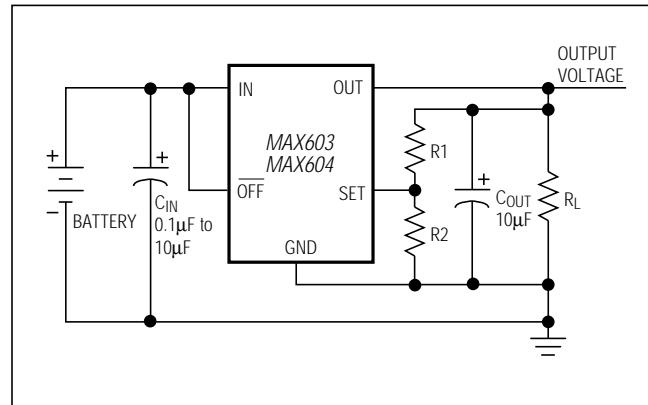 OUTPUT
VOLTAGE
IN
OUT
MAX603
MAX604
OFF
SET
GND
R1
R2
+
−
BATTERY
+
CIN
0.1µF to
10µF
+
COUT
10µF
RL